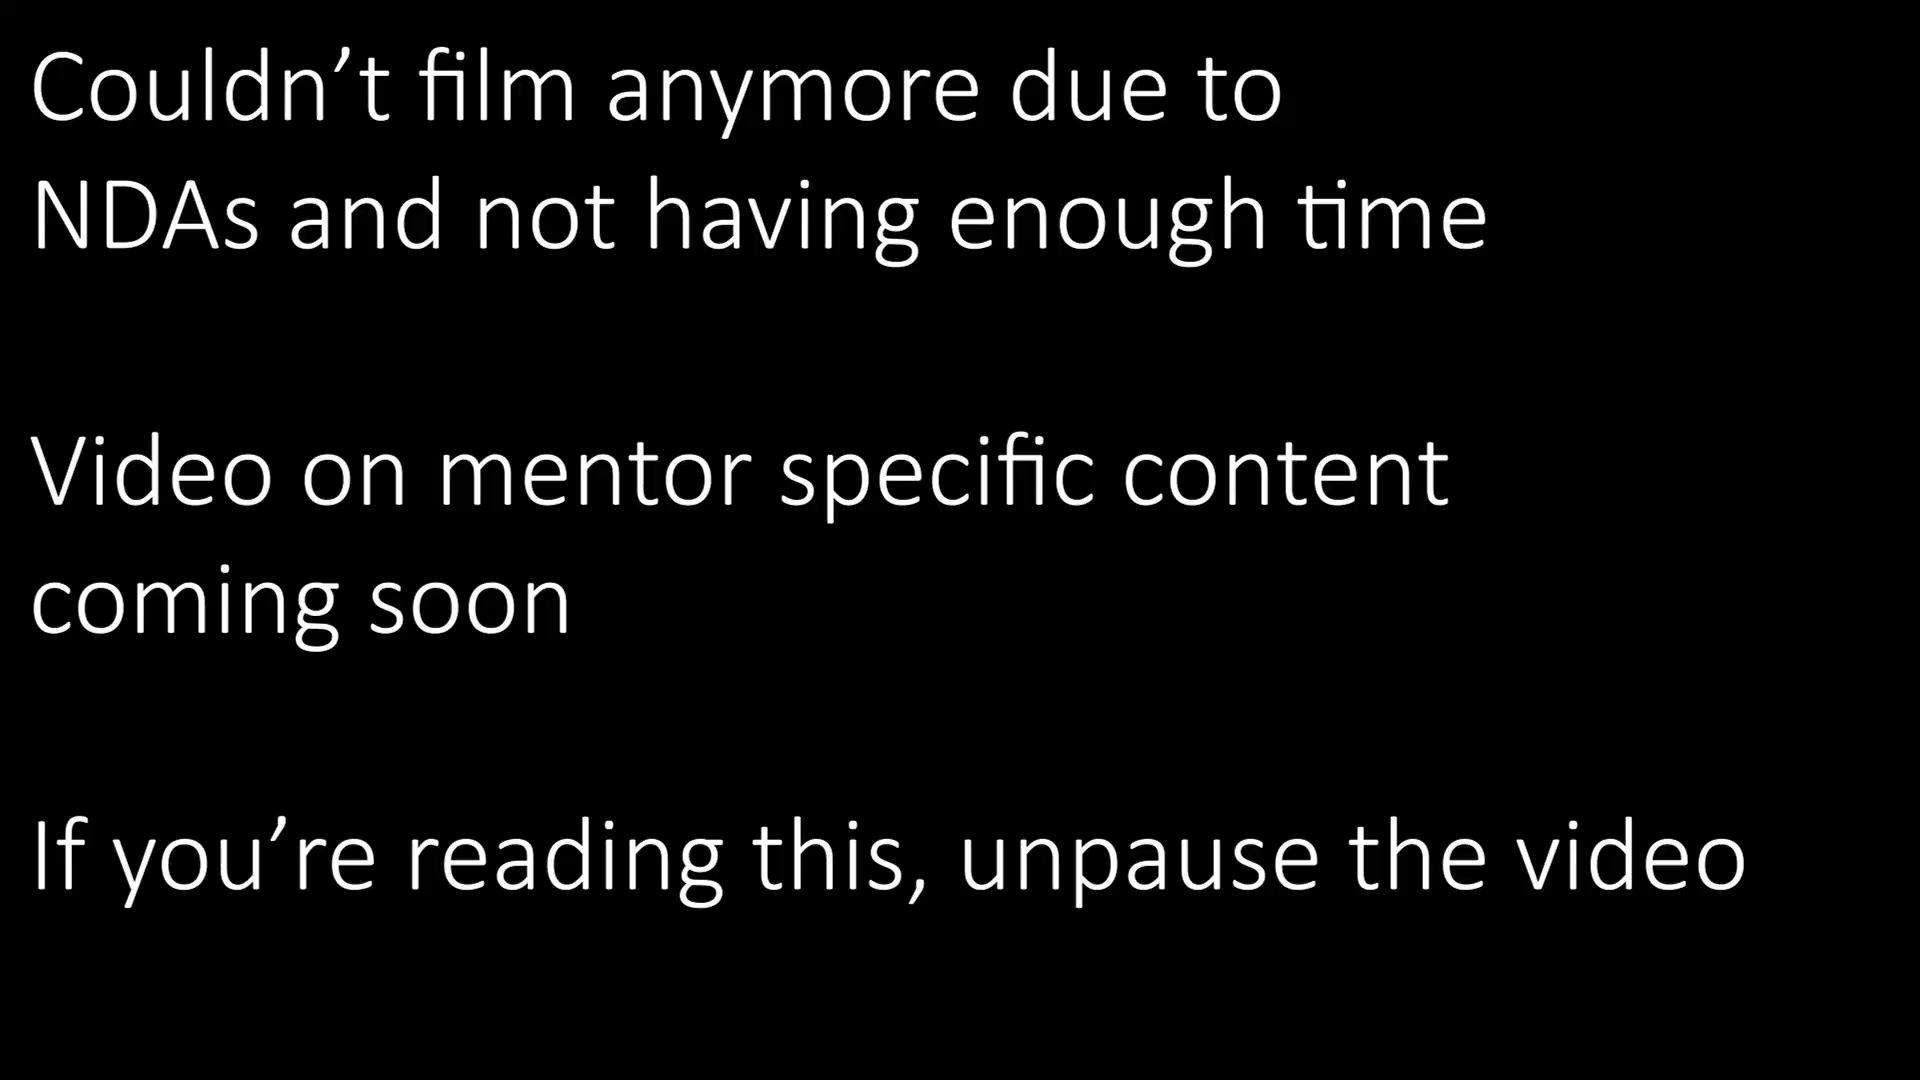 Couldn’t film anymore due to
NDAs and not having enough time
Video on mentor specific content
coming soon
If you’re reading this, unpause the video